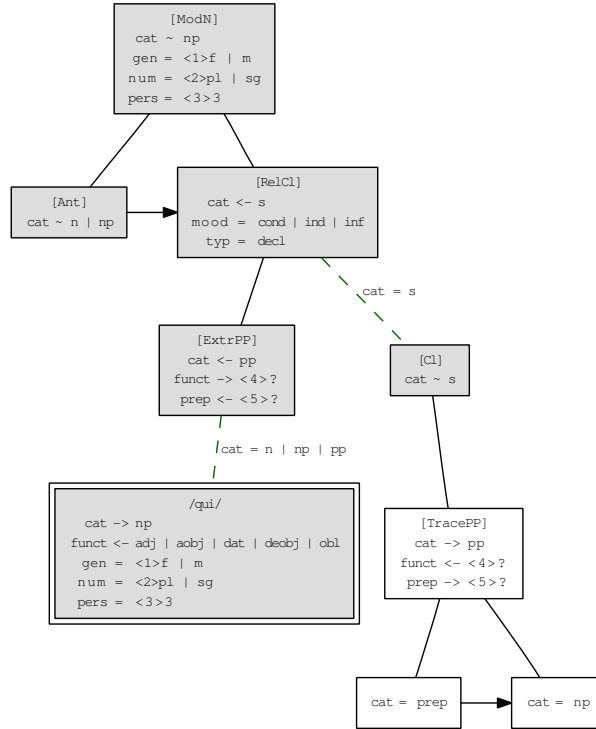 [ModN]
cat ~ np
gen = <1>f | m
num = <2>pl | sg
pers = <3>3
[Ant]
cat ~ n | np
[RelCl]
cat <- s
mood = cond | ind | inf
typ = decl
cat = s
[ExtrPP]
cat <- pp
funct -> <4>?
prep <- <5>?
[Cl]
cat ~ s
cat = n | np | pp
/qui/
cat -> np
funct <- adj | aobj | dat | deobj | obl
gen = <1>f | m
num = <2>pl | sg
pers = <3>3
[TracePP]
cat -> pp
funct <- <4>?
prep -> <5>?
cat = prep
cat = np